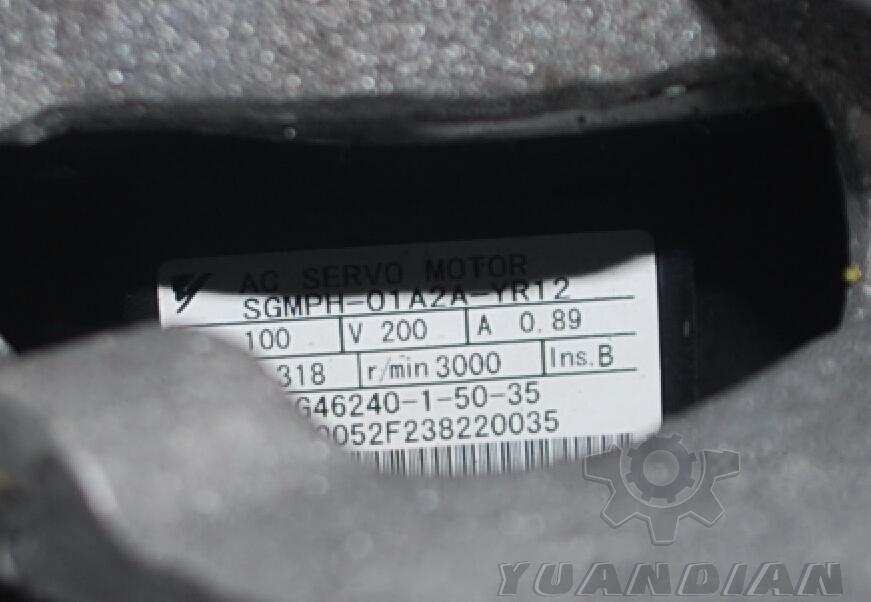 AC SERVO MOTOR
SGMPH-01A2A-YR12
100 V 200 A 0.89
318 r/min 3000 Ins.B
G46240-1-50-35
0052F238220035
YUANDIAN